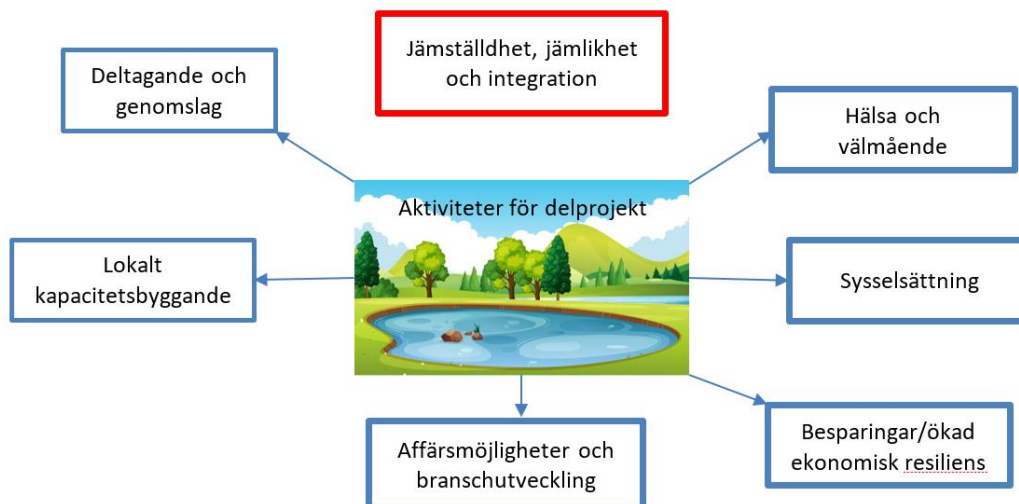 Jämställdhet, jämlikhet
och integration
Deltagande och
genomslag
Hälsa och
välmående
Aktiviteter för delprojekt
Lokalt
kapacitetsbyggande
Sysselsättning
Affärsmöjligheter och
branschutveckling
Besparingar/ökad
ekonomisk resiliens